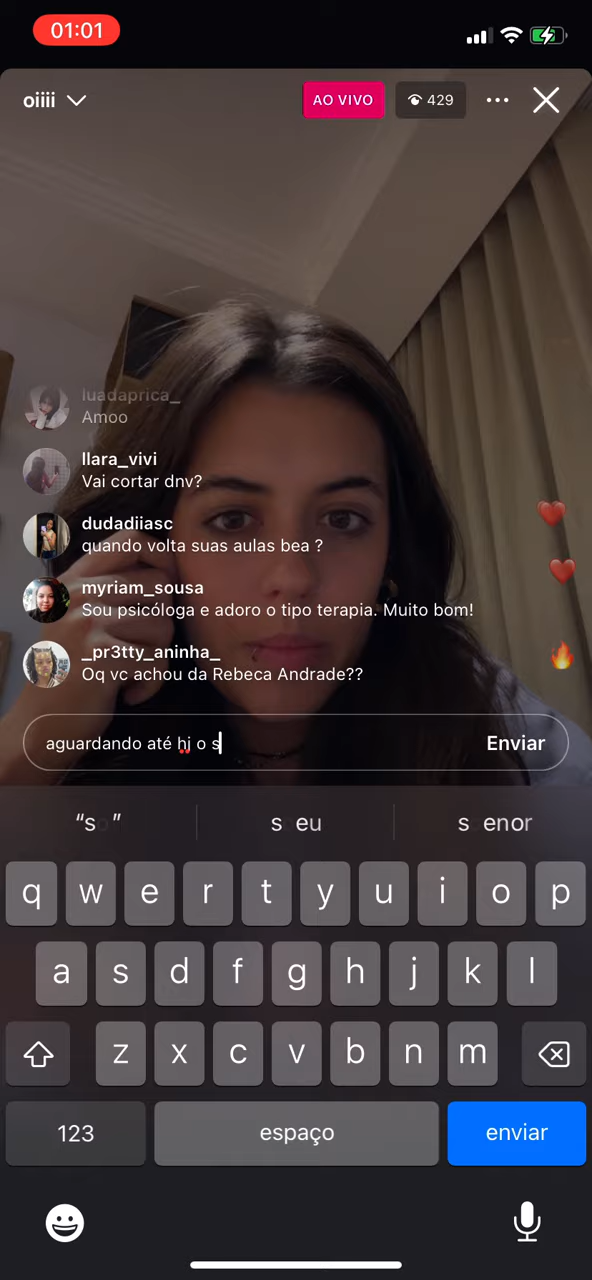 01:01
oiiii
AO VIVO
429
luadaprica_
Amoo
llara_vivi
Vai cortar dnv?
dudadiiasc
quando volta suas aulas bea ?
myriam_sousa
Sou psicóloga e adoro o tipo terapia. Muito bom!
_pr3tty_aninha_
Oq vc achou da Rebeca Andrade??
aguardando até hj o s
Enviar
q w e r t y u i o p
a s d f g h j k l
z x c v b n m
123
espaço
enviar